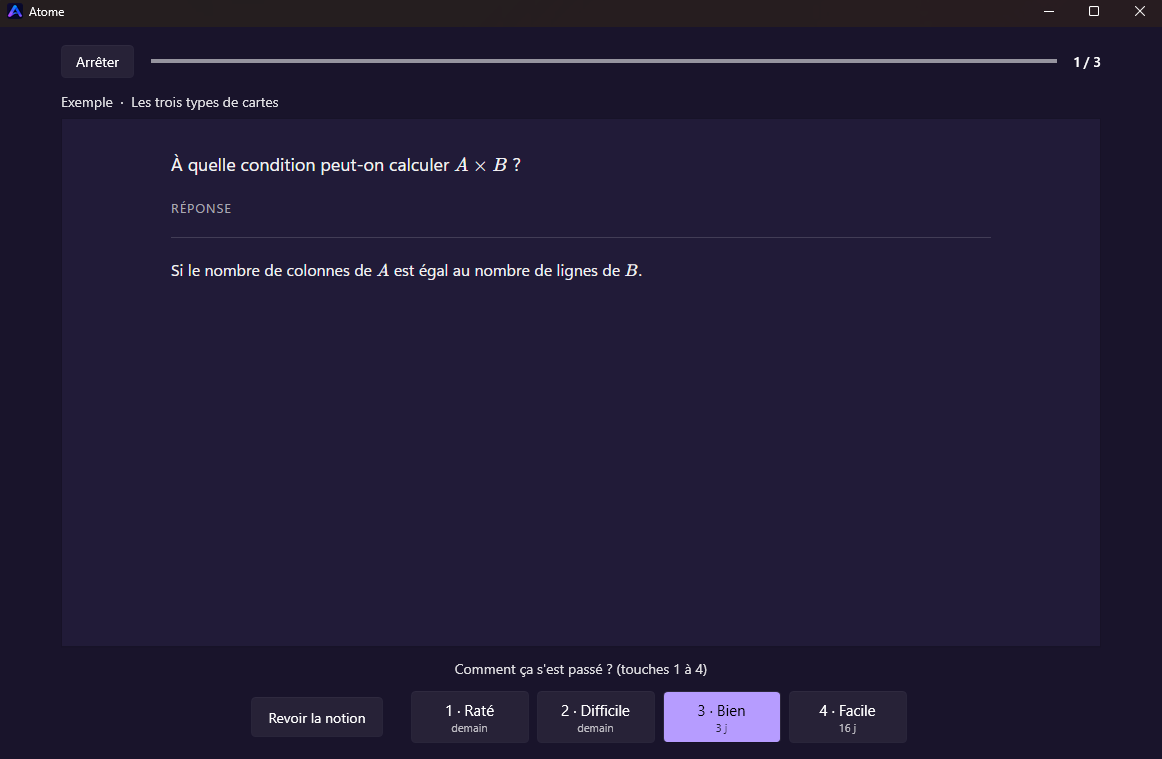 Atome
Arrêter
1 / 3
Exemple · Les trois types de cartes
À quelle condition peut-on calculer A × B ?
RÉPONSE
Si le nombre de colonnes de A est égal au nombre de lignes de B.
Comment ça s'est passé ? (touches 1 à 4)
Revoir la notion
1 · Raté
demain
2 · Difficile
demain
3 · Bien
3 j
4 · Facile
16 j